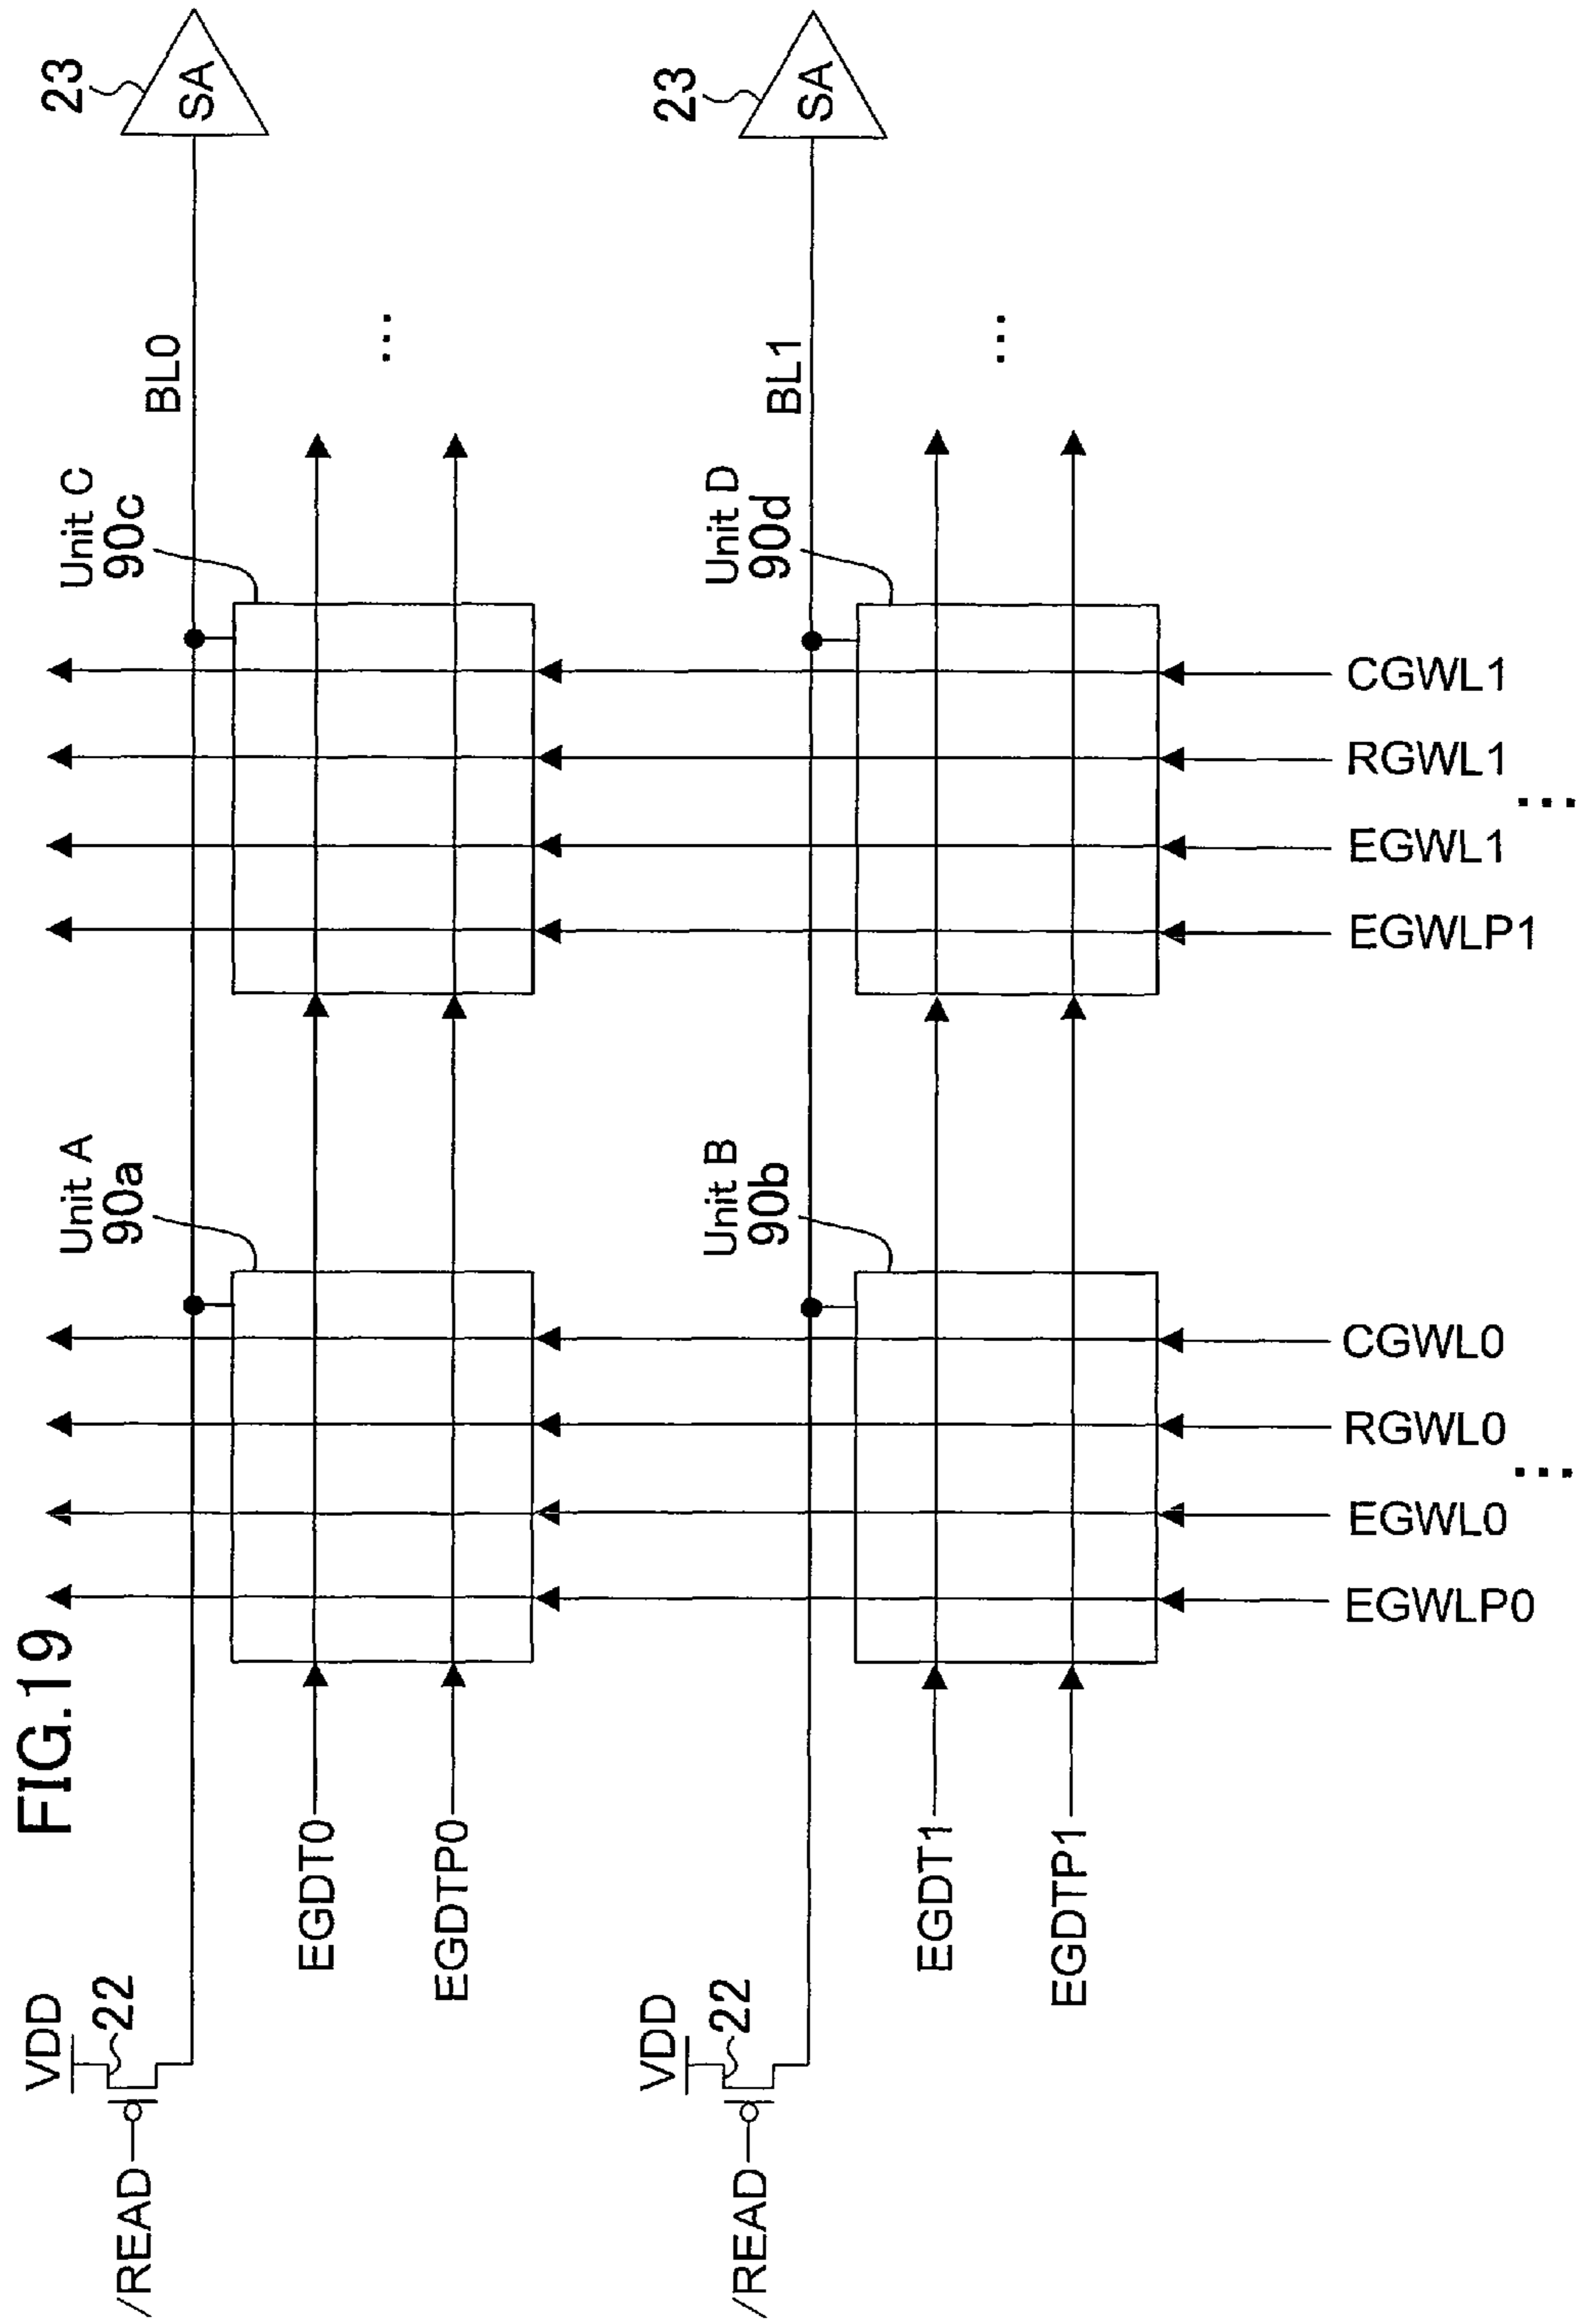 FIG.19
VDD
22
/READ
BL0
23
SA
Unit A
90a
Unit C
90c
EGDT0
EGDTP0
...
VDD
22
/READ
BL1
23
SA
Unit B
90b
Unit D
90d
EGDT1
EGDTP1
...
EGWLP0
EGWL0
RGWL0
CGWL0
...
EGWLP1
EGWL1
RGWL1
CGWL1
...